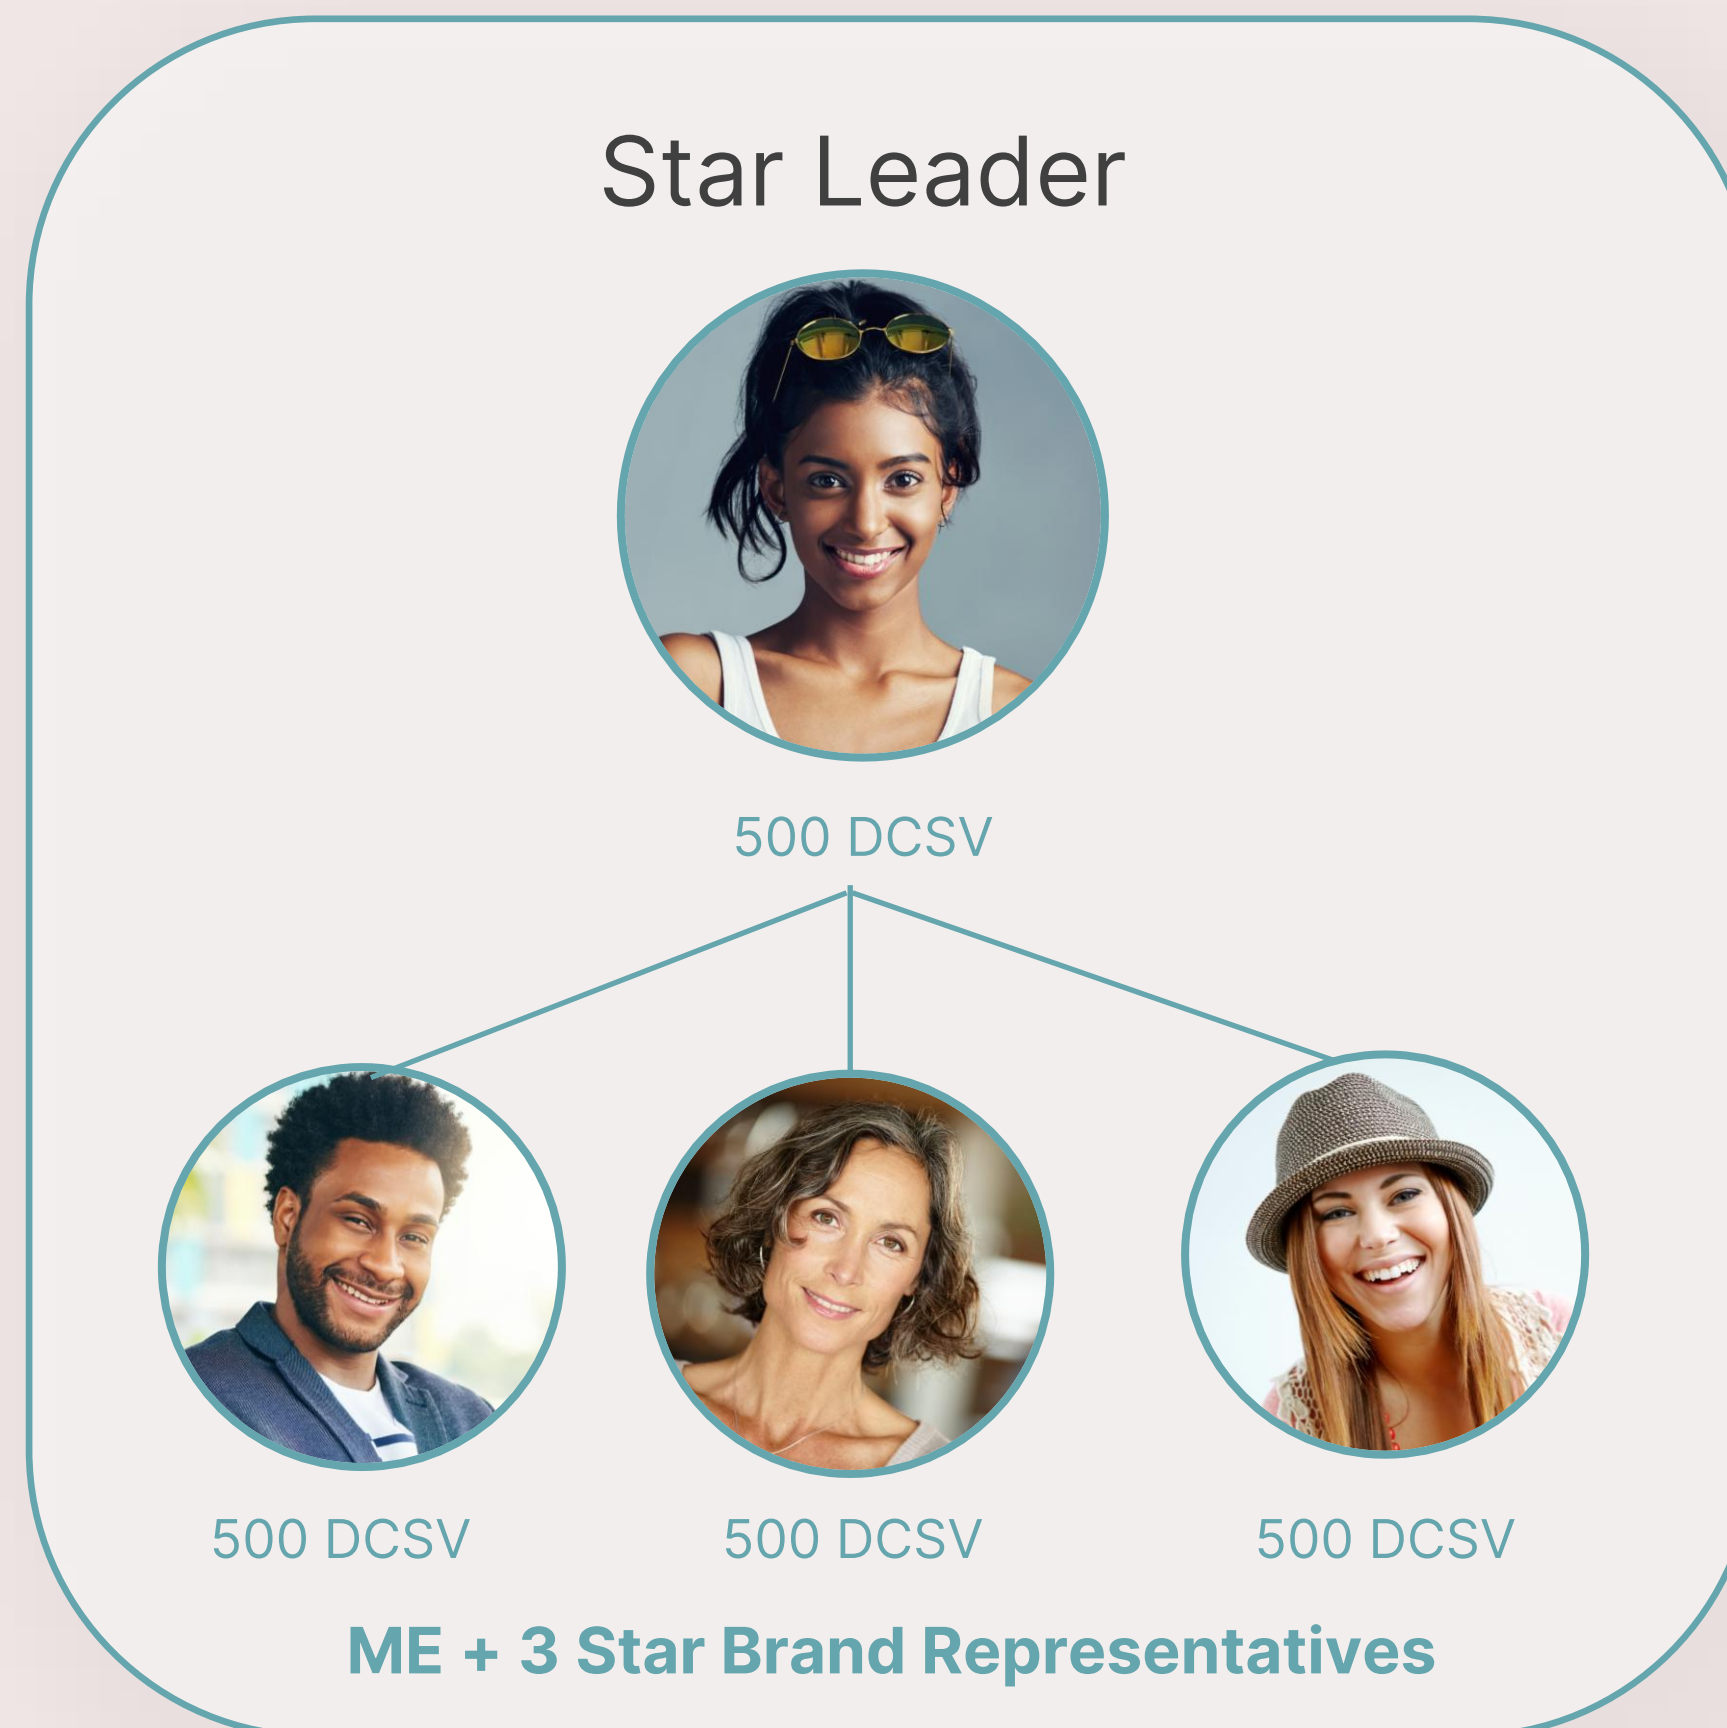 Star Leader
500 DCSV
500 DCSV 500 DCSV 500 DCSV
ME + 3 Star Brand Representatives